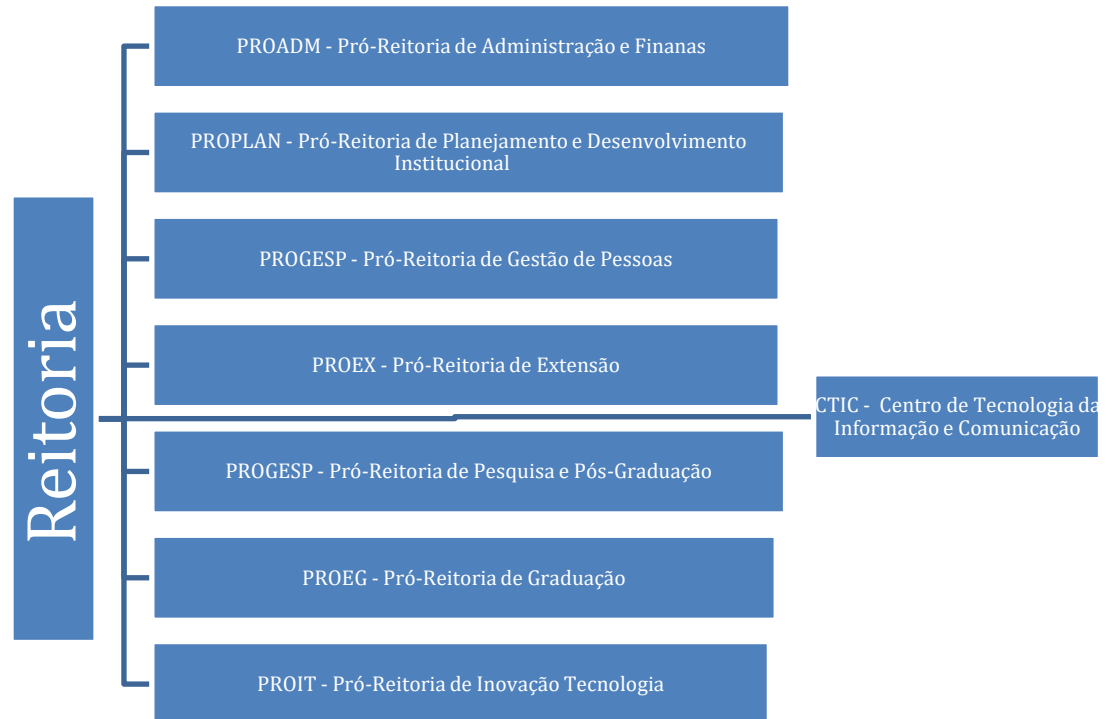 Reitoria
PROADM - Pró-Reitoria de Administração e Finanas
PROPLAN - Pró-Reitoria de Planejamento e Desenvolvimento
Institucional
PROGESP - Pró-Reitoria de Gestão de Pessoas
PROEX - Pró-Reitoria de Extensão
CTIC - Centro de Tecnologia da
Informação e Comunicação
PROGESP - Pró-Reitoria de Pesquisa e Pós-Graduação
PROEG - Pró-Reitoria de Graduação
PROIT - Pró-Reitoria de Inovação Tecnologia